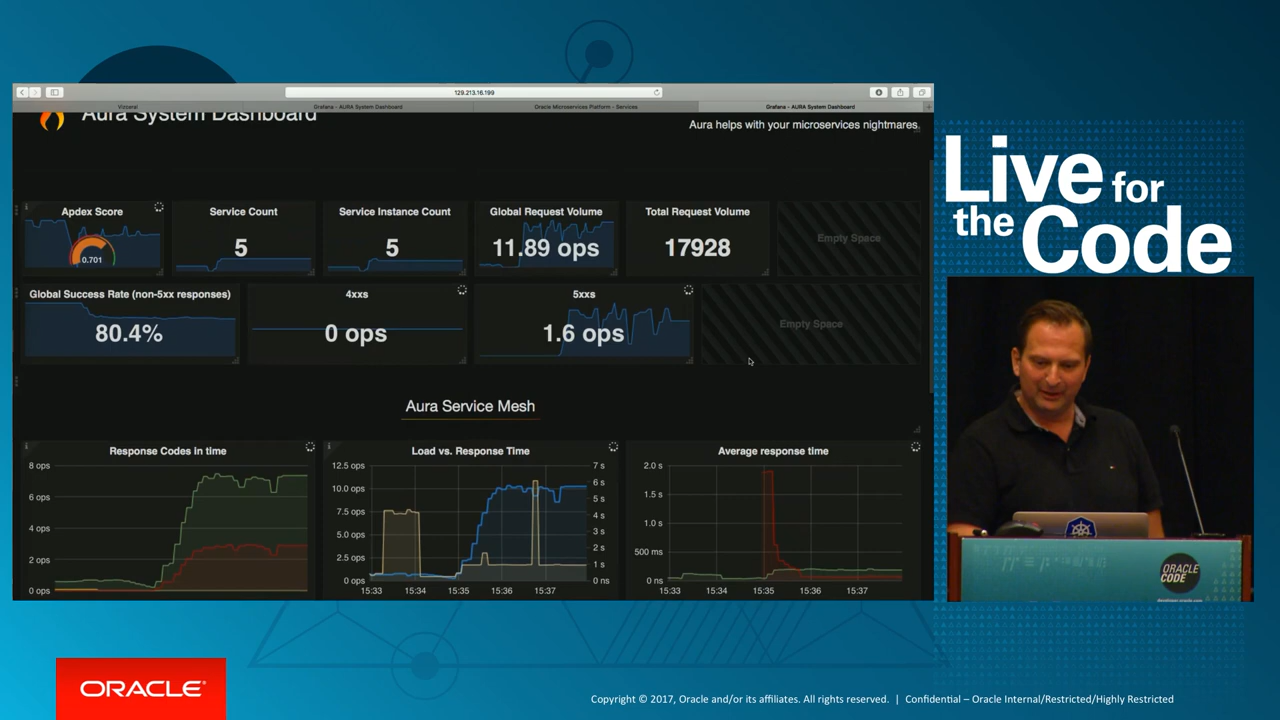 129.213.16.199
Vizceral
Grafana - AURA System Dashboard
Oracle Microservices Platform - Services
Grafana - AURA System Dashboard
Aura System Dashboard
Aura helps with your microservices nightmares.
Apdex Score
0.701
Service Count
5
Service Instance Count
5
Global Request Volume
11.89 ops
Total Request Volume
17928
Empty Space
Global Success Rate (non-5xx responses)
80.4%
4xxs
0 ops
5xxs
1.6 ops
Empty Space
Aura Service Mesh
Response Codes in time
8 ops
6 ops
4 ops
2 ops
0 ops
Load vs. Response Time
12.5 ops
10.0 ops
7.5 ops
5.0 ops
2.5 ops
0 ops
7 s
6 s
5 s
4 s
3 s
2 s
1 s
0 ns
15:33
15:34
15:35
15:36
15:37
Average response time
2.0 s
1.5 s
1.0 s
500 ms
0 ns
15:33
15:34
15:35
15:36
15:37
Live for
the Code
ORACLE
CODE
developer.oracle.com
ORACLE®
Copyright © 2017, Oracle and/or its affiliates. All rights reserved. | Confidential – Oracle Internal/Restricted/Highly Restricted